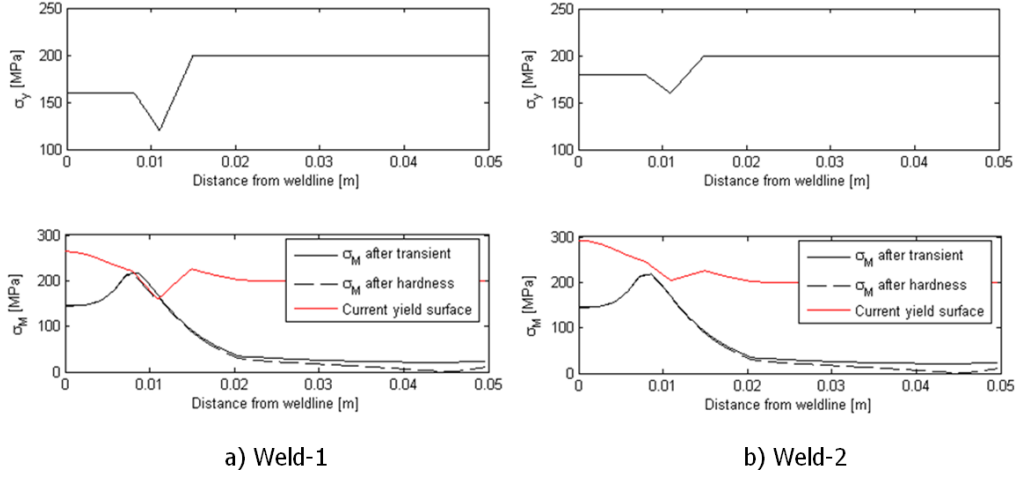 250
200
150
100
σy [MPa]
0 0.01 0.02 0.03 0.04 0.05
Distance from weldline [m]
250
200
150
100
σy [MPa]
0 0.01 0.02 0.03 0.04 0.05
Distance from weldline [m]
300
200
100
0
σM [MPa]
σM after transient
σM after hardness
Current yield surface
0 0.01 0.02 0.03 0.04 0.05
Distance from weldline [m]
300
200
100
0
σM [MPa]
σM after transient
σM after hardness
Current yield surface
0 0.01 0.02 0.03 0.04 0.05
Distance from weldline [m]
a) Weld-1
b) Weld-2